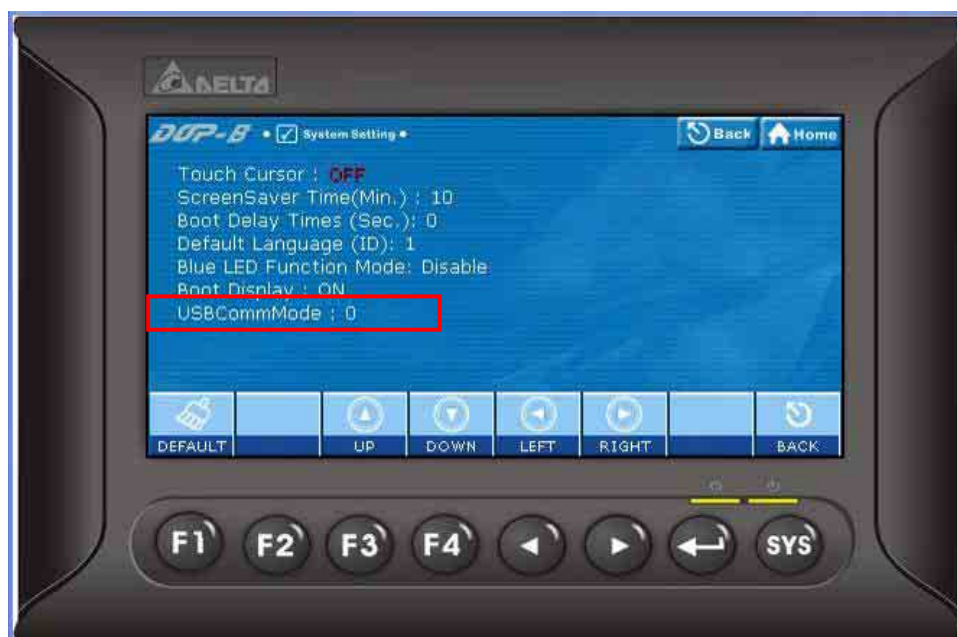 DELTA
DOP-B • System Setting •
Back
Home
Touch Cursor : OFF
ScreenSaver Time(Min.) : 10
Boot Delay Times (Sec.): 0
Default Language (ID): 1
Blue LED Function Mode: Disable
Boot Display : ON
USBCommMode : 0
DEFAULT UP DOWN LEFT RIGHT BACK
F1 F2 F3 F4 SYS